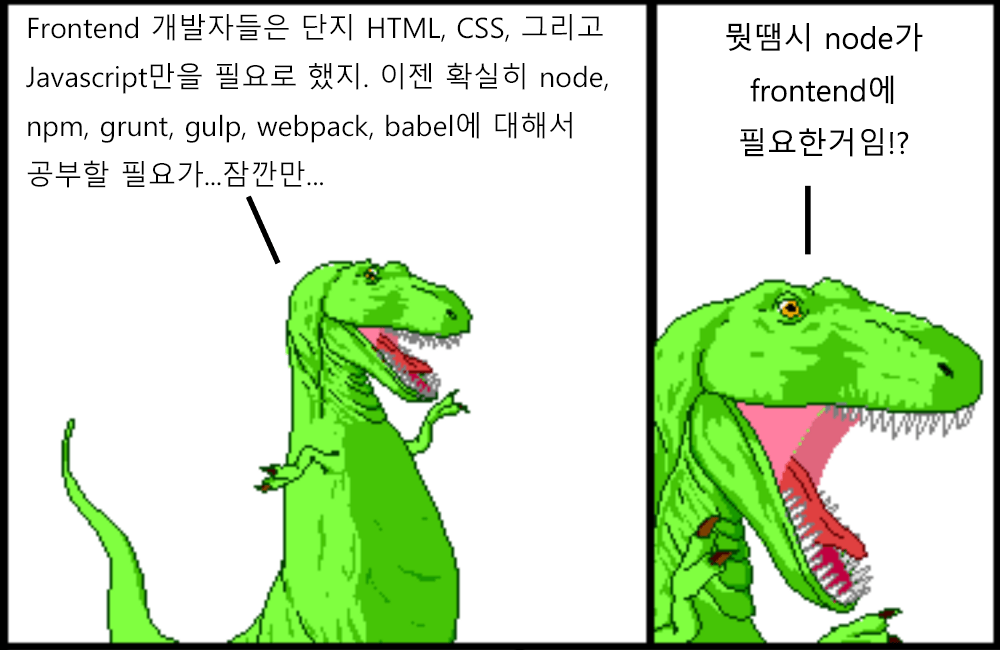 Frontend 개발자들은 단지 HTML, CSS, 그리고
Javascript만을 필요로 했지. 이젠 확실히 node,
npm, grunt, gulp, webpack, babel에 대해서
공부할 필요가...잠깐만...
뭣땜시 node가
frontend에
필요한거임!?